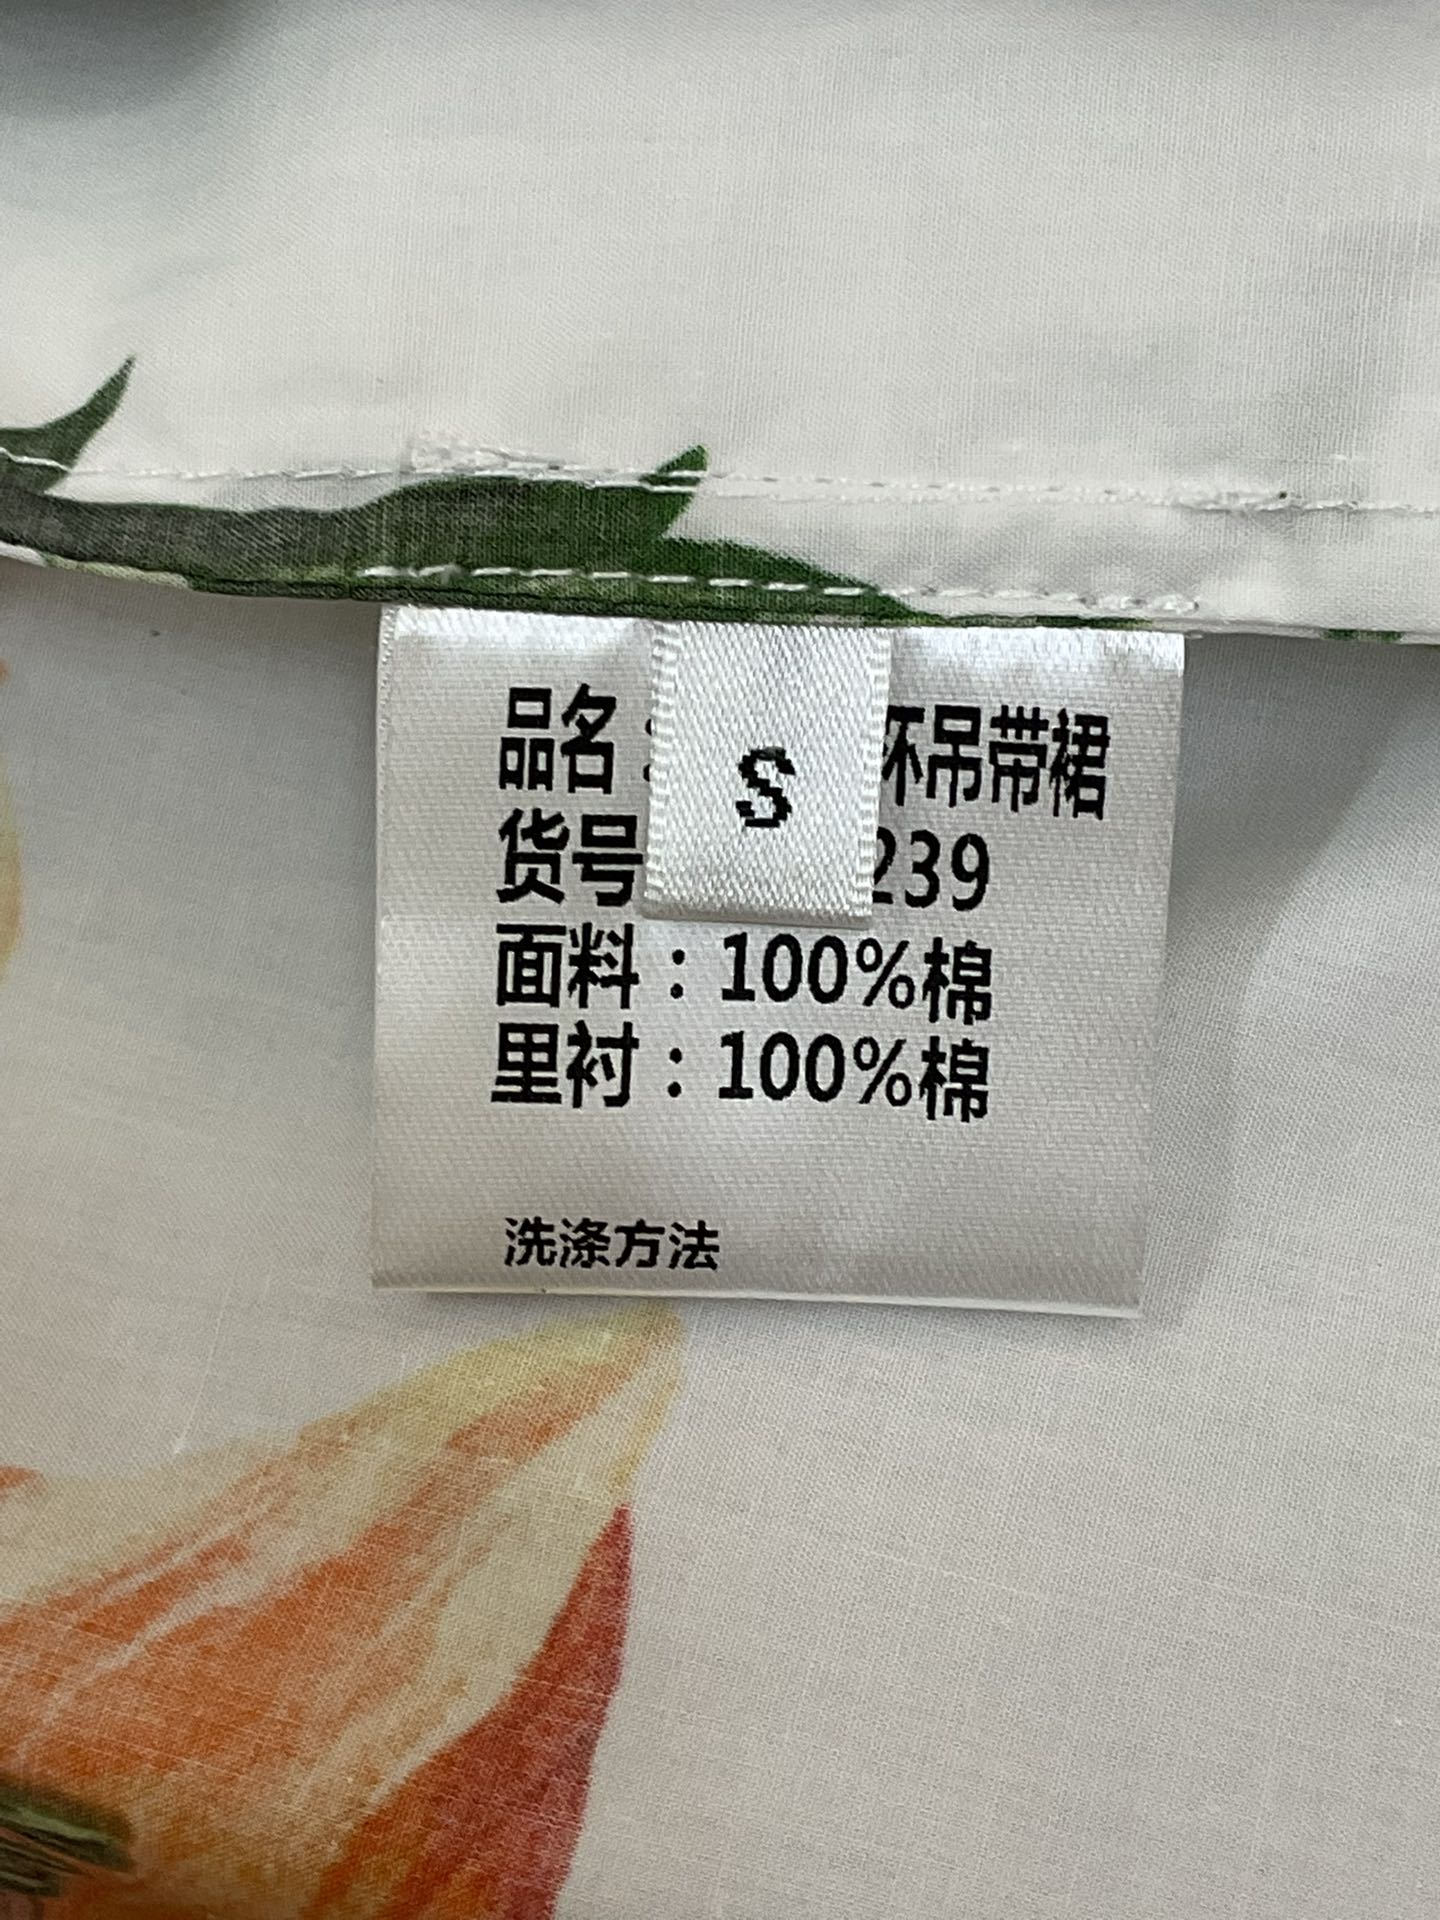 品名：
杯吊带裙
S
货号
239
面料：100%棉
里衬：100%棉
洗涤方法